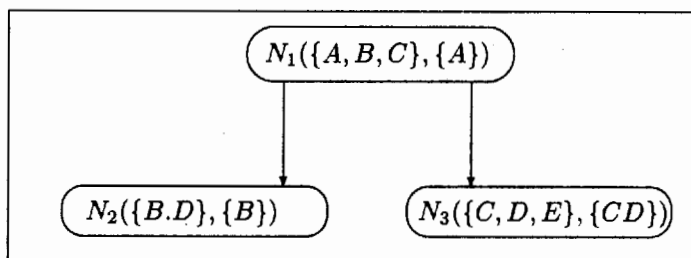 N₁({A, B, C}, {A})
N₂({B.D}, {B})
N₃({C, D, E}, {CD})